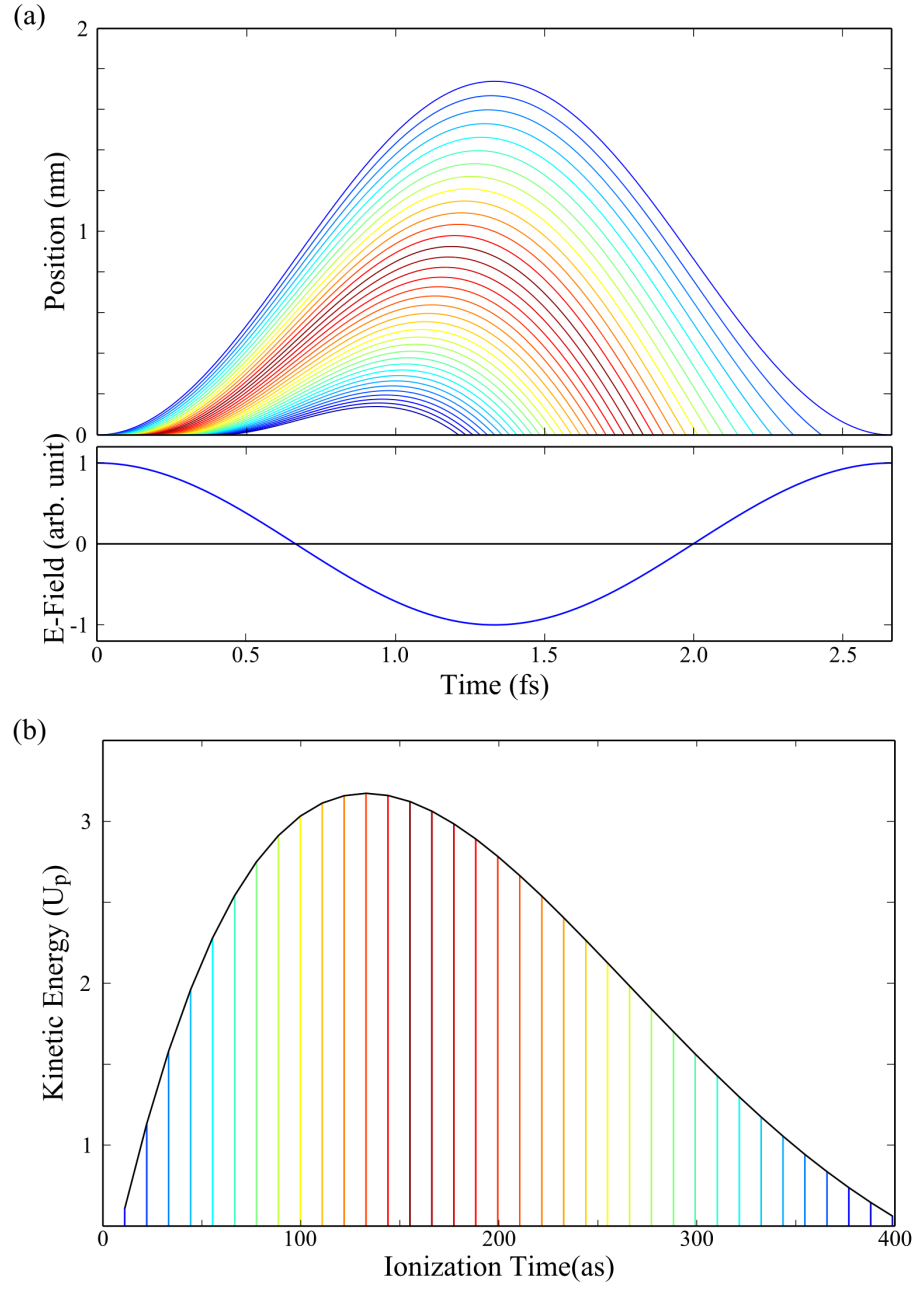 (a)
2
1
0
Position (nm)
1
0
-1
E-Field (arb. unit)
0 0.5 1.0 1.5 2.0 2.5
Time (fs)
(b)
3
2
1
Kinetic Energy (Up)
0 100 200 300 400
Ionization Time(as)